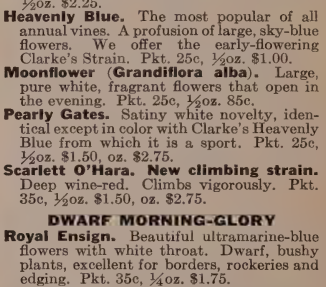 ½oz. $2.25.
Heavenly Blue. The most popular of all
annual vines. A profusion of large, sky-blue
flowers. We offer the early-flowering
Clarke's Strain. Pkt. 25c, ½oz. $1.00.
Moonflower (Grandiflora alba). Large,
pure white, fragrant flowers that open in
the evening. Pkt. 25c, ½oz. 85c.
Pearly Gates. Satiny white novelty, iden-
tical except in color with Clarke's Heavenly
Blue from which it is a sport. Pkt. 25c,
½oz. $1.50, oz. $2.75.
Scarlett O'Hara. New climbing strain.
Deep wine-red. Climbs vigorously. Pkt.
35c, ½oz. $1.50, oz. $2.75.
DWARF MORNING-GLORY
Royal Ensign. Beautiful ultramarine-blue
flowers with white throat. Dwarf, bushy
plants, excellent for borders, rockeries and
edging. Pkt. 35c, ¼oz. $1.75.